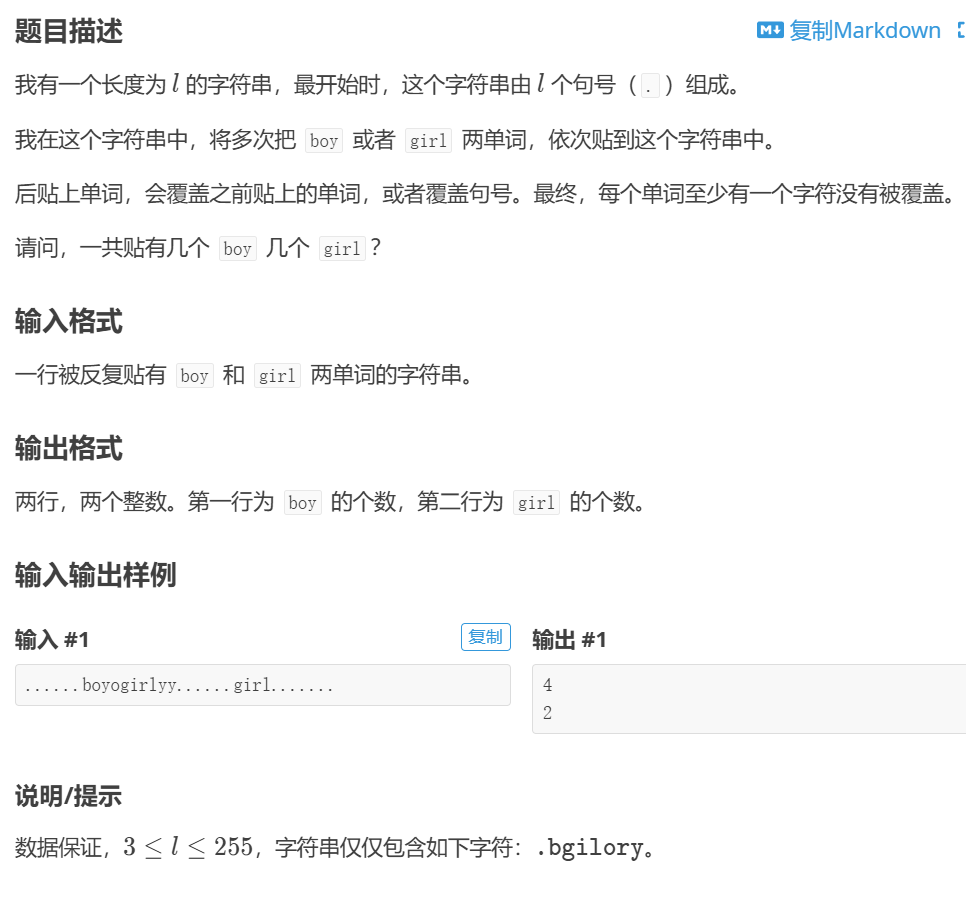 题目描述
复制Markdown
我有一个长度为 l 的字符串，最开始时，这个字符串由 l 个句号（ . ）组成。
我在这个字符串中，将多次把 boy 或者 girl 两单词，依次贴到这个字符串中。
后贴上单词，会覆盖之前贴上的单词，或者覆盖句号。最终，每个单词至少有一个字符没有被覆盖。
请问，一共贴有几个 boy 几个 girl？
输入格式
一行被反复贴有 boy 和 girl 两单词的字符串。
输出格式
两行，两个整数。第一行为 boy 的个数，第二行为 girl 的个数。
输入输出样例
输入 #1
复制
......boyogirlyy......girl.......
输出 #1
4
2
说明/提示
数据保证，3 ≤ l ≤ 255，字符串仅仅包含如下字符：.bgilory。